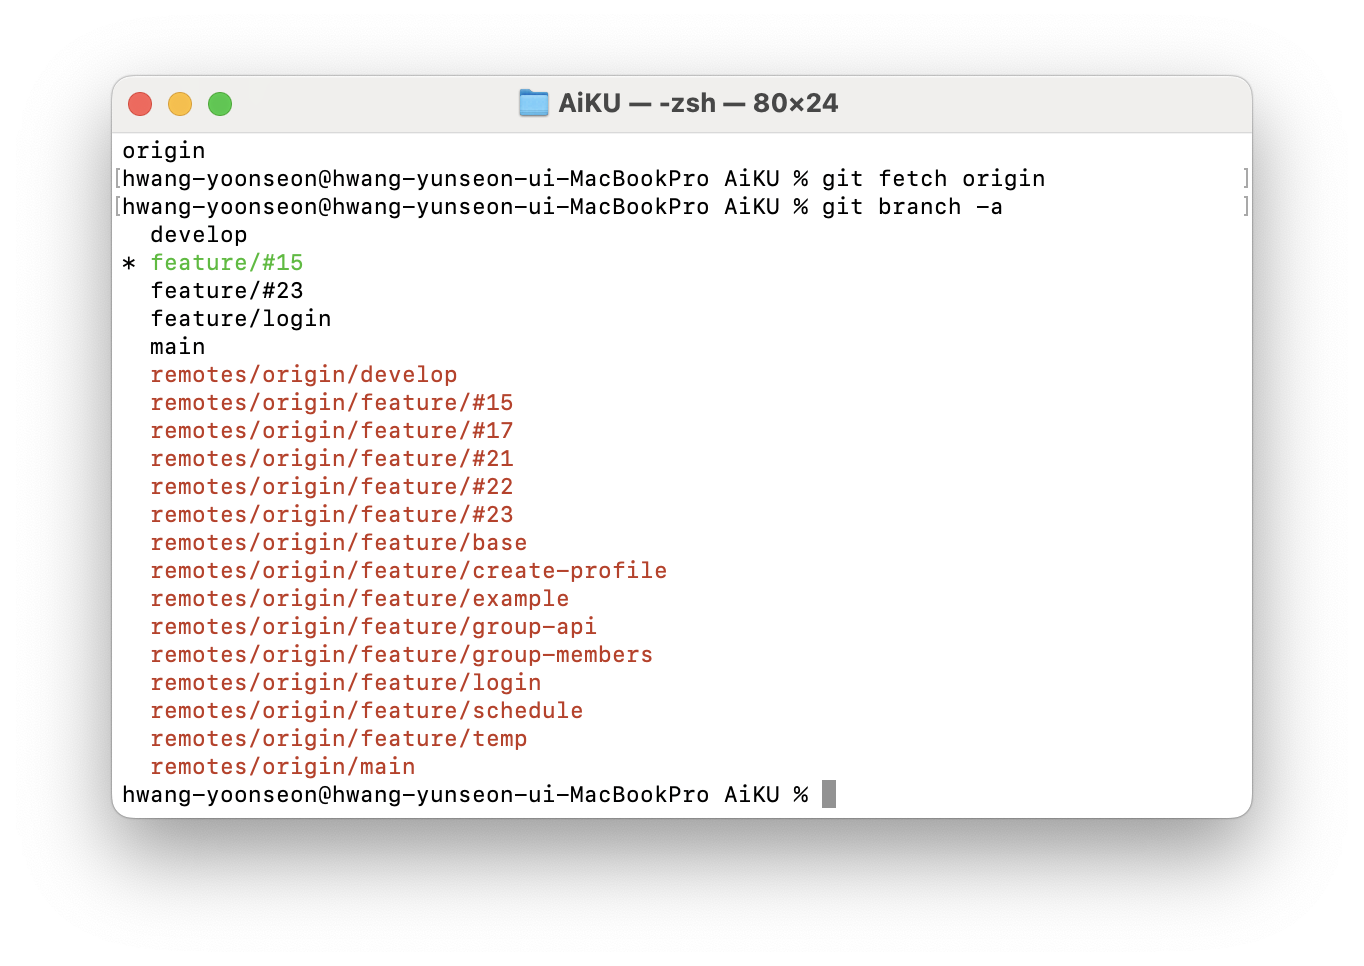 AiKU — -zsh — 80×24
origin
[hwang-yoonseon@hwang-yunseon-ui-MacBookPro AiKU % git fetch origin ]
[hwang-yoonseon@hwang-yunseon-ui-MacBookPro AiKU % git branch -a ]
  develop
* feature/#15
  feature/#23
  feature/login
  main
  remotes/origin/develop
  remotes/origin/feature/#15
  remotes/origin/feature/#17
  remotes/origin/feature/#21
  remotes/origin/feature/#22
  remotes/origin/feature/#23
  remotes/origin/feature/base
  remotes/origin/feature/create-profile
  remotes/origin/feature/example
  remotes/origin/feature/group-api
  remotes/origin/feature/group-members
  remotes/origin/feature/login
  remotes/origin/feature/schedule
  remotes/origin/feature/temp
  remotes/origin/main
hwang-yoonseon@hwang-yunseon-ui-MacBookPro AiKU %